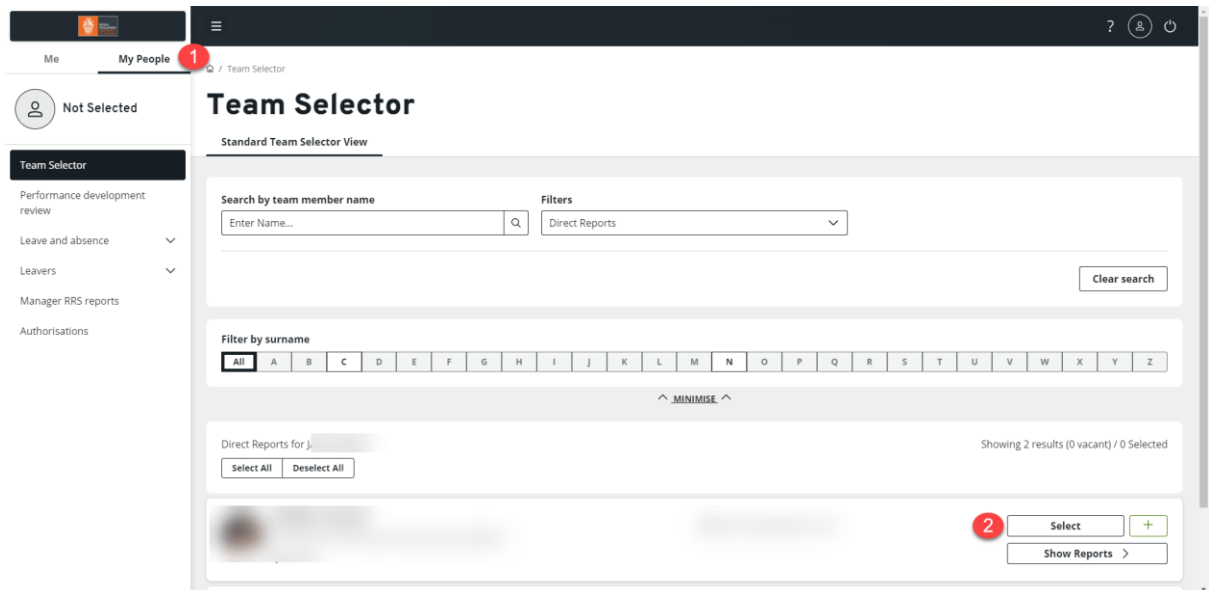 ?
Me My People 1
/ Team Selector
Not Selected
Team Selector
Standard Team Selector View
Team Selector
Performance development
review
Leave and absence
Leavers
Manager RRS reports
Authorisations
Search by team member name Filters
Enter Name... Direct Reports
Clear search
Filter by surname
All A B C D E F G H I J K L M N O P Q R S T U V W X Y Z
MINIMISE
Direct Reports for J
Showing 2 results (0 vacant) / 0 Selected
Select All Deselect All
2 Select +
Show Reports